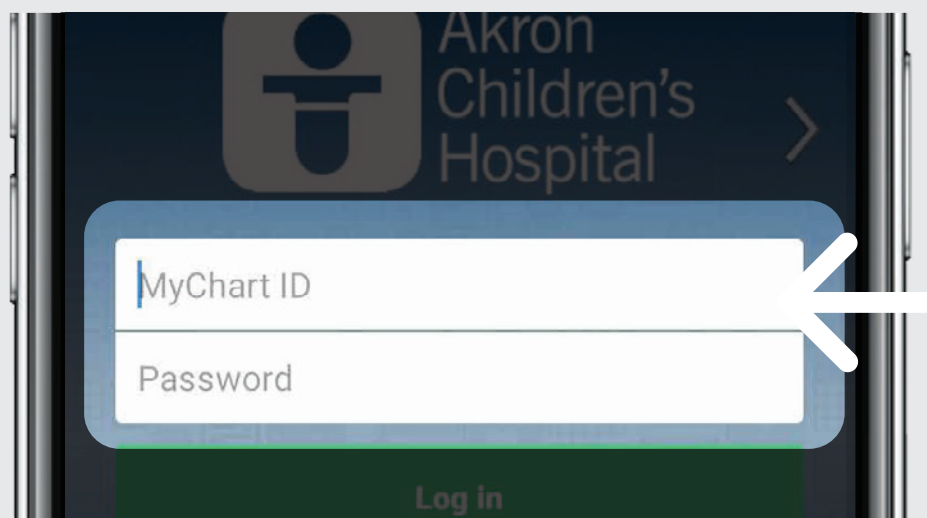 Akron
Children's
Hospital
MyChart ID
Password
Log in